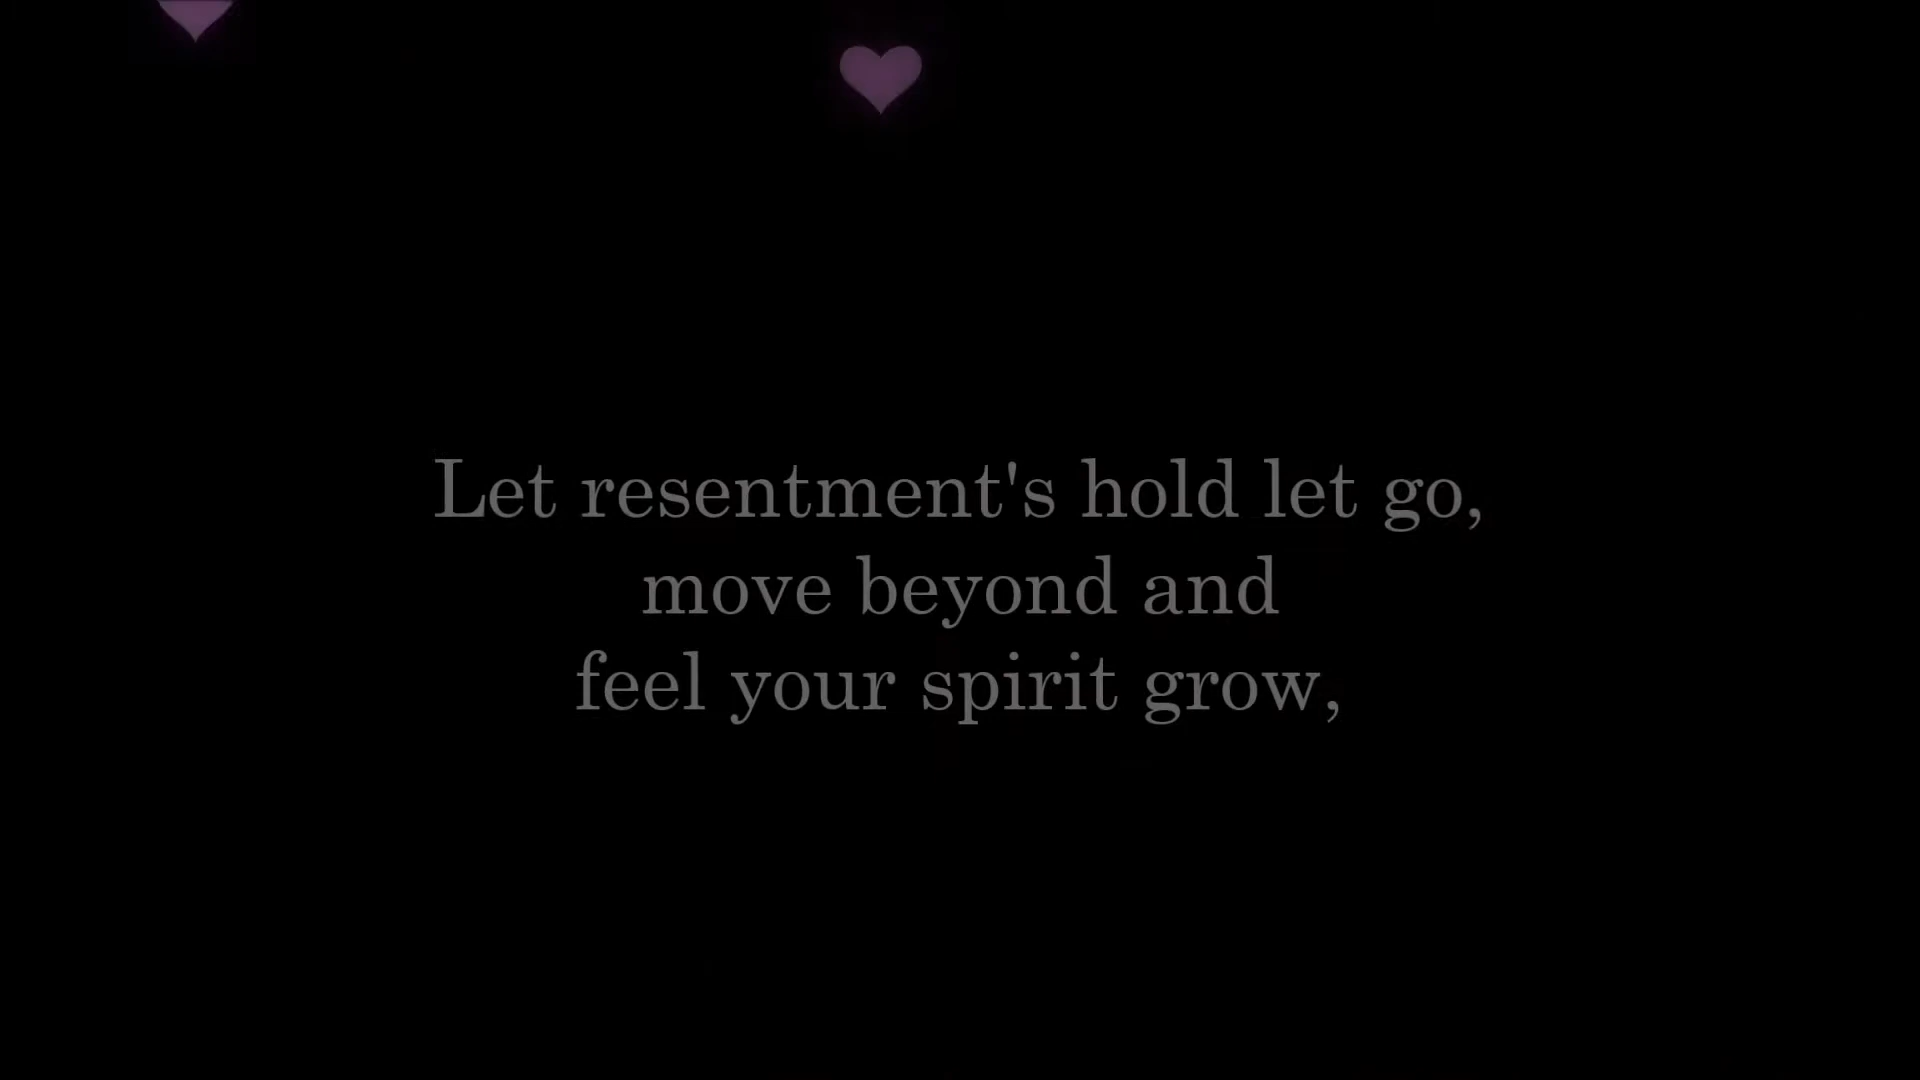 Let resentment's hold let go,
move beyond and
feel your spirit grow,